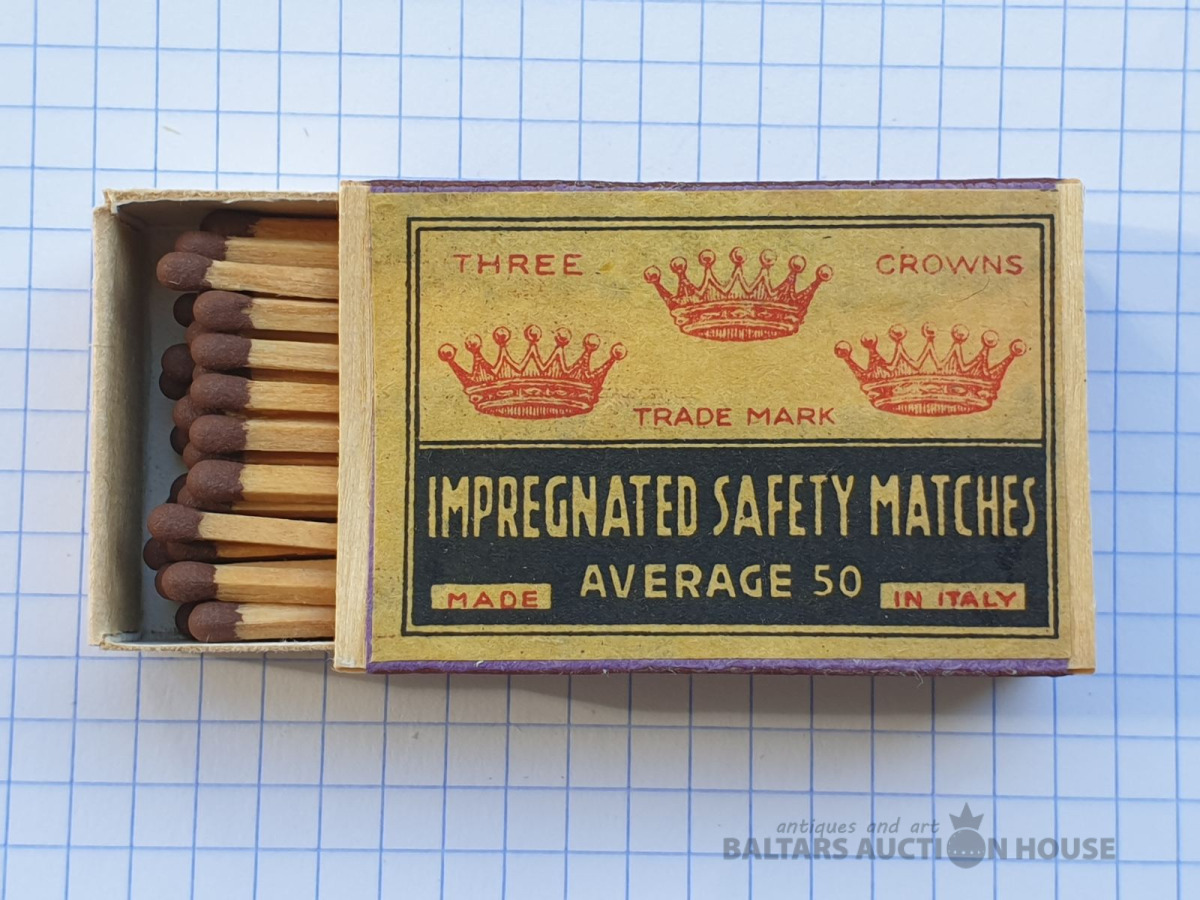 THREE CROWNS
TRADE MARK
IMPREGNATED SAFETY MATCHES
AVERAGE 50
MADE IN ITALY
antiques and art
BALTARS AUCTION HOUSE